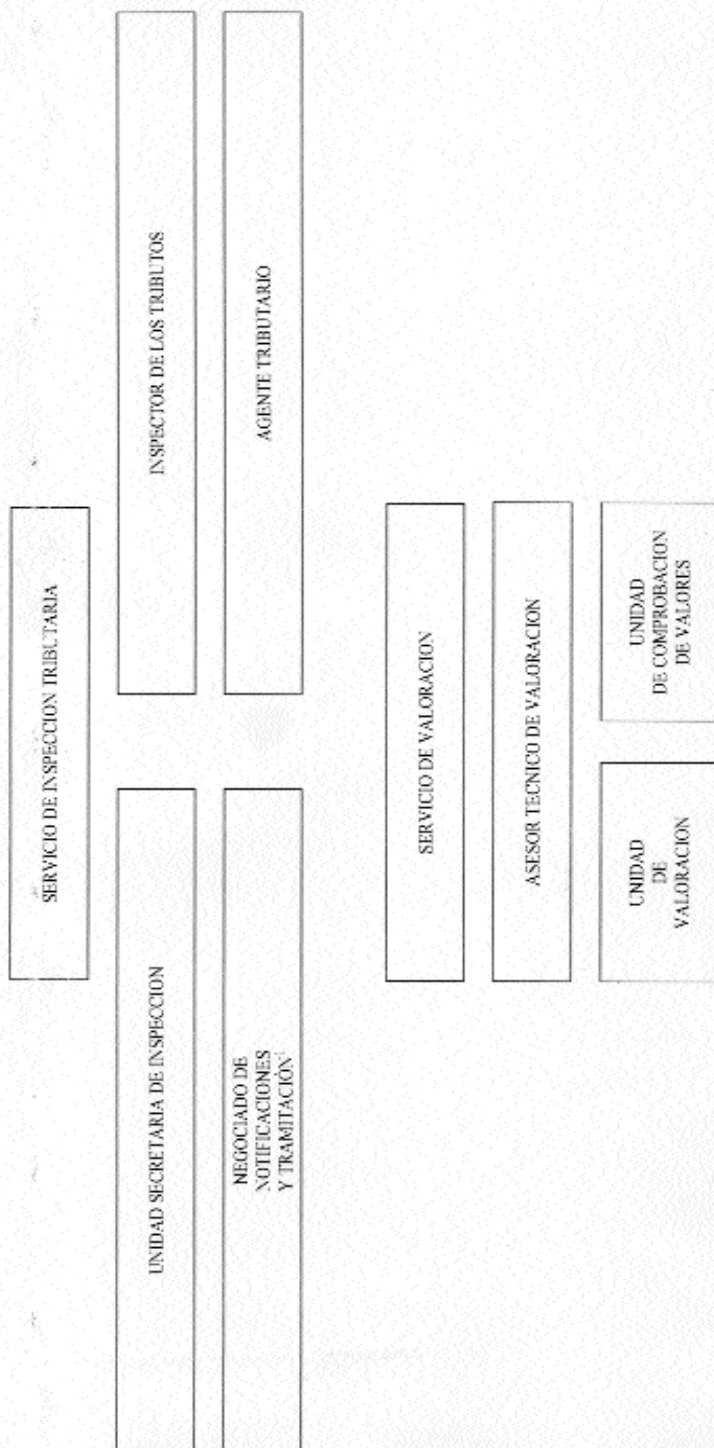 SERVICIO DE INSPECCION TRIBUTARIA
UNIDAD SECRETARIA DE INSPECCION
INSPECTOR DE LOS TRIBUTOS
NEGOCIADO DE
NOTIFICACIONES
Y TRAMITACIÓN
AGENTE TRIBUTARIO
SERVICIO DE VALORACION
ASESOR TECNICO DE VALORACION
UNIDAD
DE
VALORACION
UNIDAD
DE COMPROBACION
DE VALORES